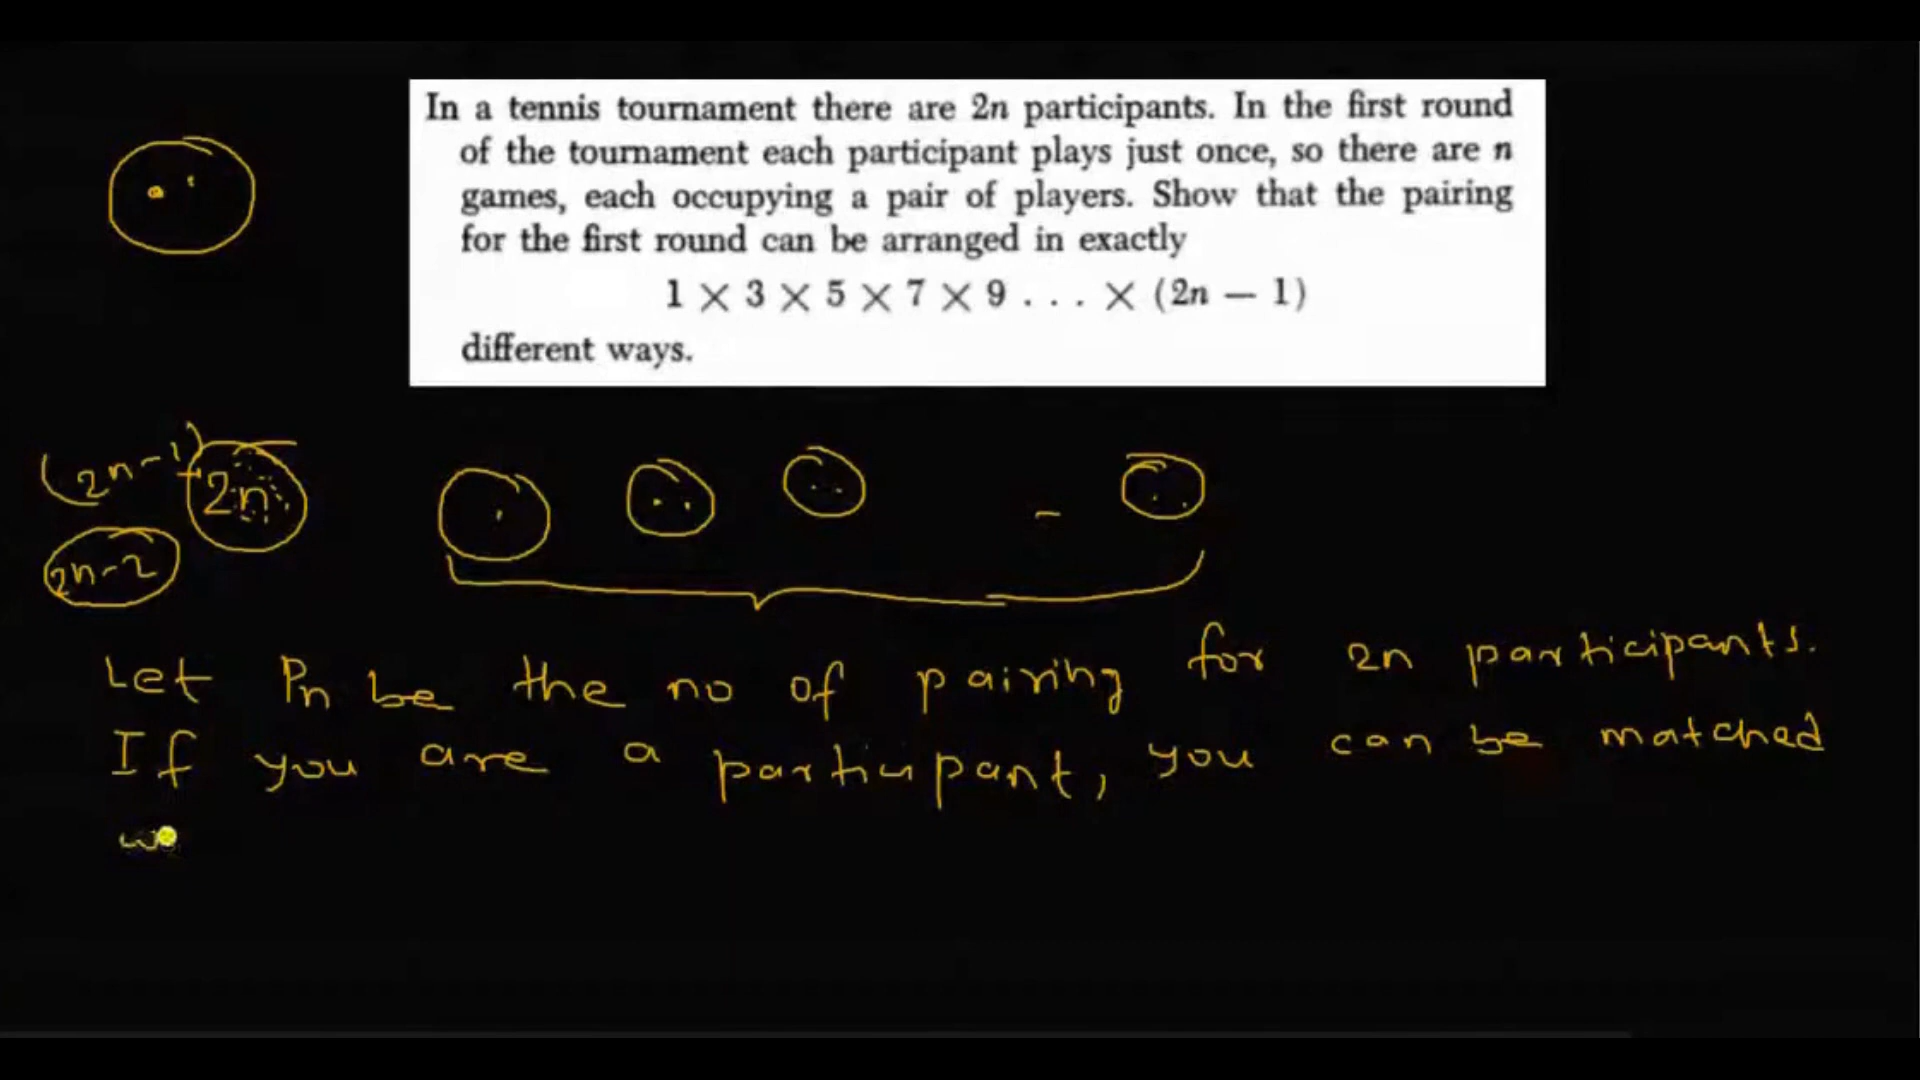 In a tennis tournament there are 2n participants. In the first round
of the tournament each participant plays just once, so there are n
games, each occupying a pair of players. Show that the pairing
for the first round can be arranged in exactly
1 × 3 × 5 × 7 × 9 . . . × (2n — 1)
different ways.
(2n-1)
2n
2n-2
Let Pn be the no of pairing for 2n participants.
If you are a participant, you can be matched